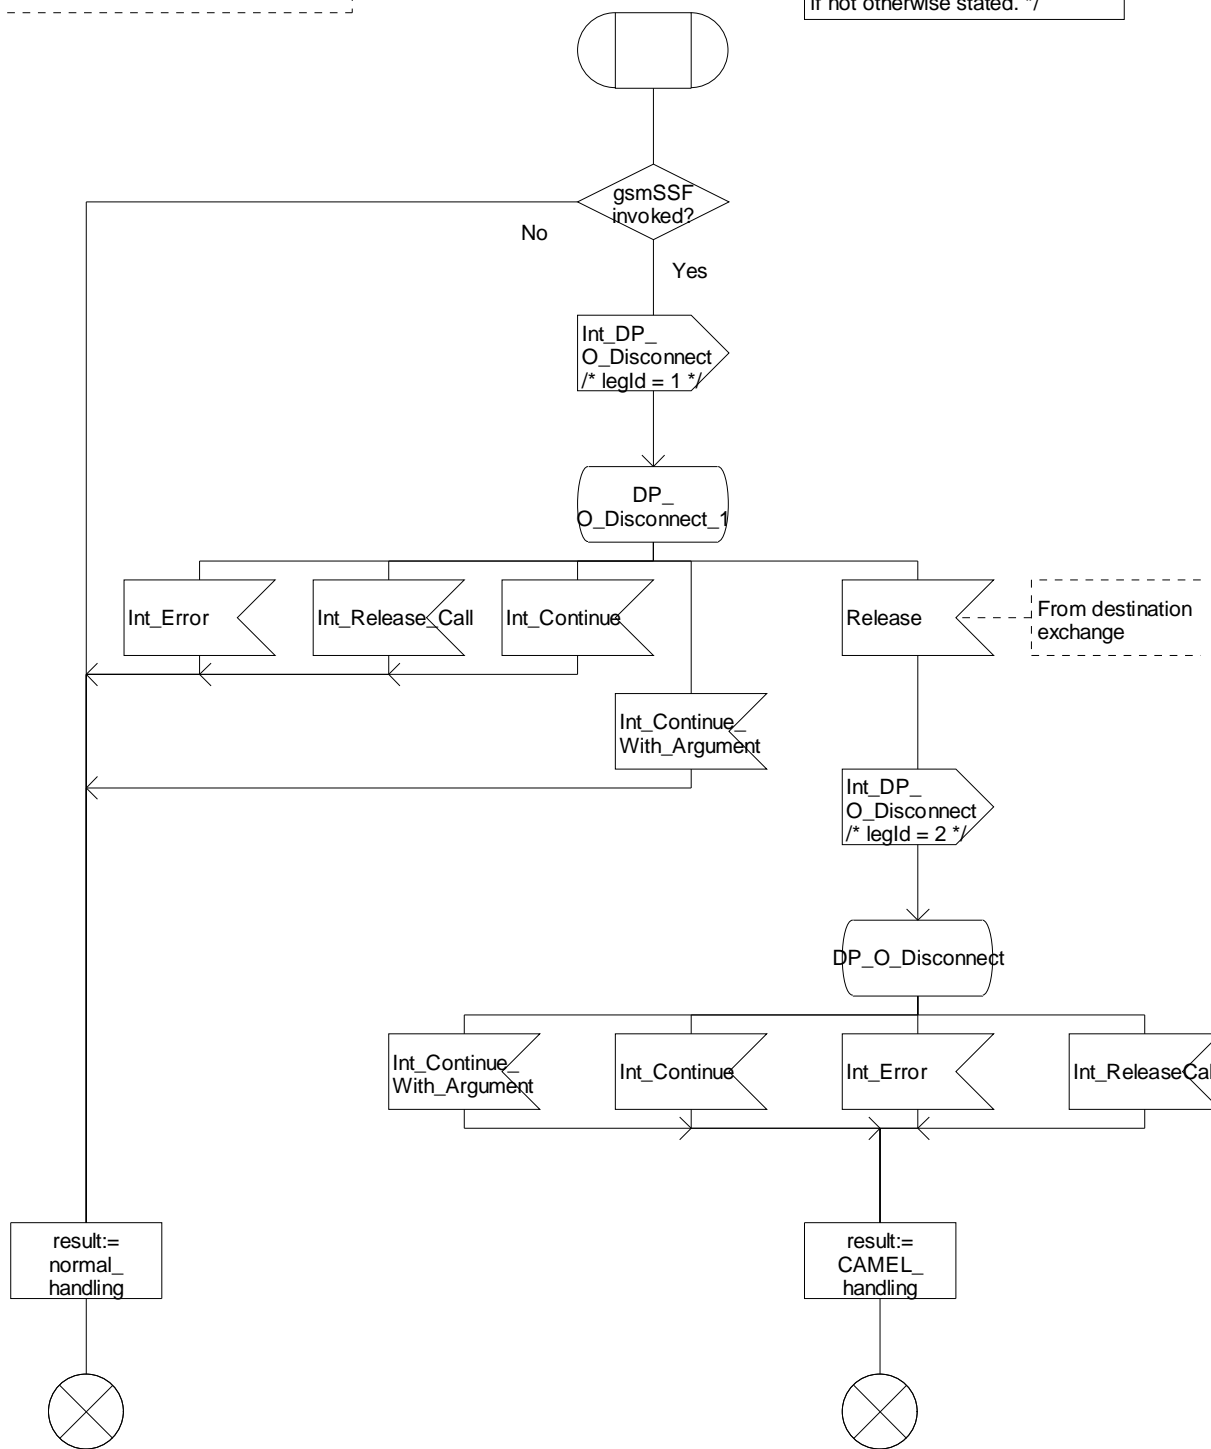 if not otherwise stated. */
gsmSSF
invoked?
No
Yes
Int_DP_
O_Disconnect
/* legId = 1 */
DP_
O_Disconnect_1
Int_Error
Int_Release_Call
Int_Continue
Release
From destination
exchange
Int_Continue_
With_Argument
Int_DP_
O_Disconnect
/* legId = 2 */
DP_O_Disconnect
Int_Continue_
With_Argument
Int_Continue
Int_Error
Int_ReleaseCal
result:=
normal_
handling
result:=
CAMEL_
handling